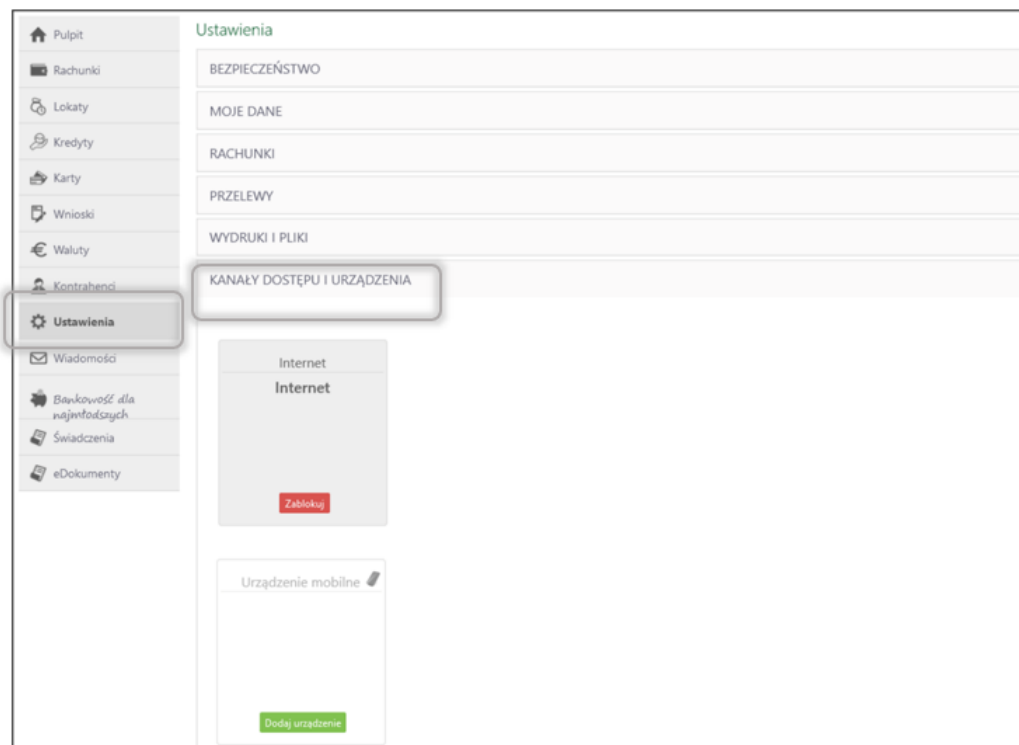 Pulpit
Rachunki
Lokaty
Kredyty
Karty
Wnioski
Waluty
Kontrahenci
Ustawienia
Wiadomości
Bankowość dla
najmłodszych
Świadczenia
eDokumenty
Ustawienia
BEZPIECZEŃSTWO
MOJE DANE
RACHUNKI
PRZELEWY
WYDRUKI I PLIKI
KANAŁY DOSTĘPU I URZĄDZENIA
Internet
Internet
Zablokuj
Urządzenie mobilne
Dodaj urządzenie